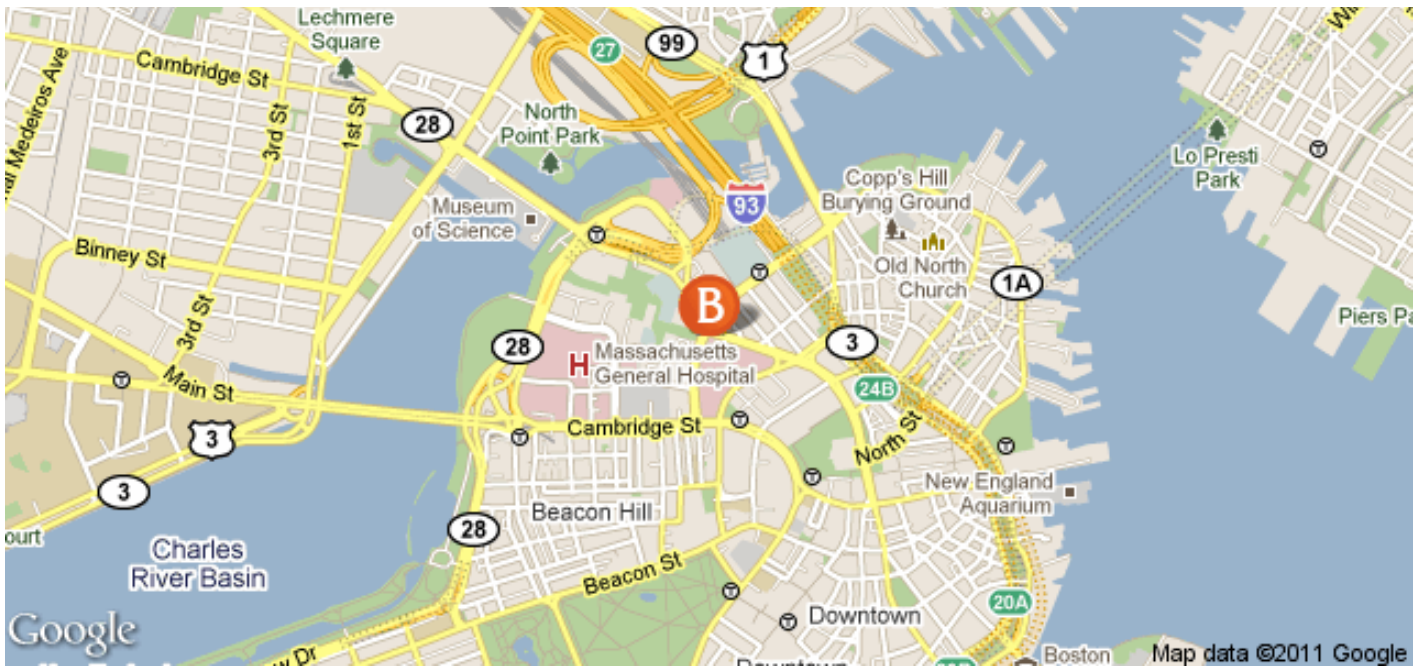 Lechmere
Square
Cambridge St
3rd St
1st St
28
27
99
1
North
Point Park
Museum
of Science
93
Copp's Hill
Burying Ground
Old North
Church
1A
Lo Presti
Park
al Medeiros Ave
Binney St
3rd St
Main St
28
B
H
Massachusetts
General Hospital
3
24B
Piers Pa
3
3
Cambridge St
North St
New England
Aquarium
Beacon Hill
28
Beacon St
ourt
Charles
River Basin
Downtown
20A
Google
w Dr
Downtown
Boston
Map data ©2011 Google